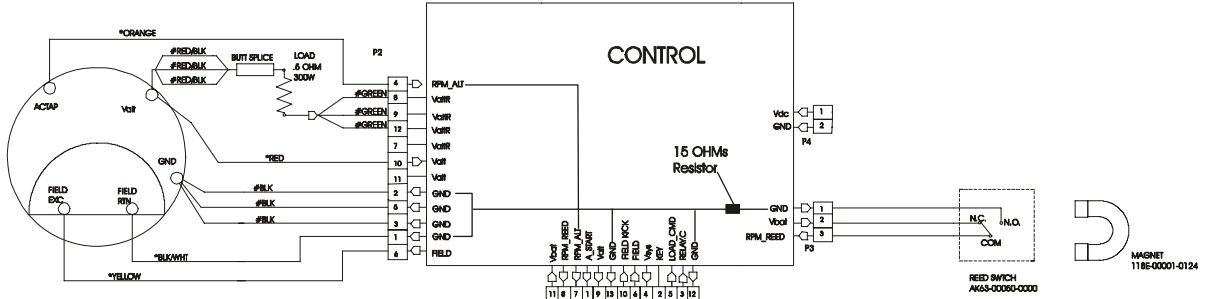 *ORANGE
#RED/BLK
#RED/BLK
#RED/BLK
BUTT SPLICE
LOAD
.5 OHM
300W
P2
CONTROL
ACTAP
Valt
GND
FIELD
EXC
FIELD
RTN
#GREEN
#GREEN
#GREEN
*RED
#BLK
#BLK
#BLK
*BLK/WHT
*YELLOW
4 RPM_ALT
8 ValtR
9 ValtR
12 ValtR
7 ValtR
10 Valt
11 Valt
2 GND
5 GND
3 GND
1 GND
6 FIELD
15 OHMs
Resistor
Vdc 1
GND 2
P4
GND 1
Vbat 2
RPM_REED 3
P3
Vbat
RPM_REED
RPM_ALT
A_START
Valt
GND
FIELD KICK
FIELD
Vsys
KEY
LOAD_CMD
RELAY/C
GND
11 8 7 1 9 13 10 6 4 2 5 3 12
N.C.
N.O.
COM
REED SWTCH
AK63-00050-0000
MAGNET
118E-00001-0124